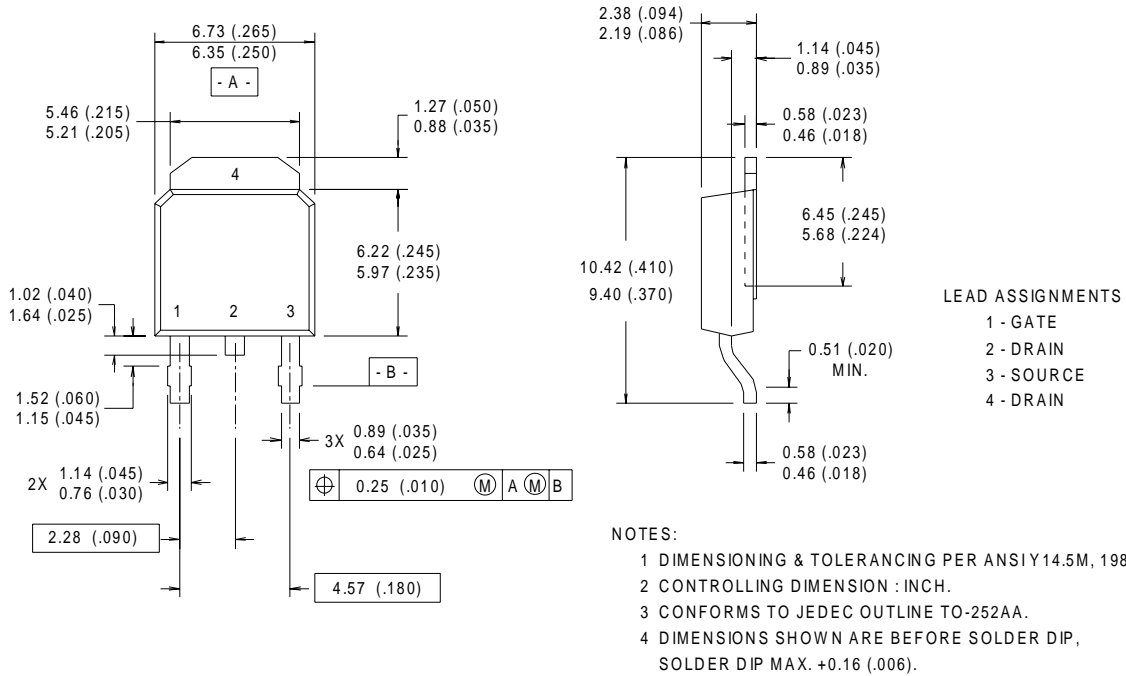 6.73 (.265)
6.35 (.250)
- A -
5.46 (.215)
5.21 (.205)
1.27 (.050)
0.88 (.035)
4
6.22 (.245)
5.97 (.235)
1.02 (.040)
1.64 (.025)
1 2 3
- B -
1.52 (.060)
1.15 (.045)
3X 0.89 (.035)
0.64 (.025)
2X 1.14 (.045)
0.76 (.030)
⌖ 0.25 (.010) Ⓜ A Ⓜ B
2.28 (.090)
4.57 (.180)
2.38 (.094)
2.19 (.086)
1.14 (.045)
0.89 (.035)
0.58 (.023)
0.46 (.018)
6.45 (.245)
5.68 (.224)
10.42 (.410)
9.40 (.370)
0.51 (.020)
MIN.
0.58 (.023)
0.46 (.018)
LEAD ASSIGNMENTS
1 - GATE
2 - DRAIN
3 - SOURCE
4 - DRAIN
NOTES:
1 DIMENSIONING & TOLERANCING PER ANSI Y14.5M, 198
2 CONTROLLING DIMENSION : INCH.
3 CONFORMS TO JEDEC OUTLINE TO-252AA.
4 DIMENSIONS SHOWN ARE BEFORE SOLDER DIP,
SOLDER DIP MAX. +0.16 (.006).